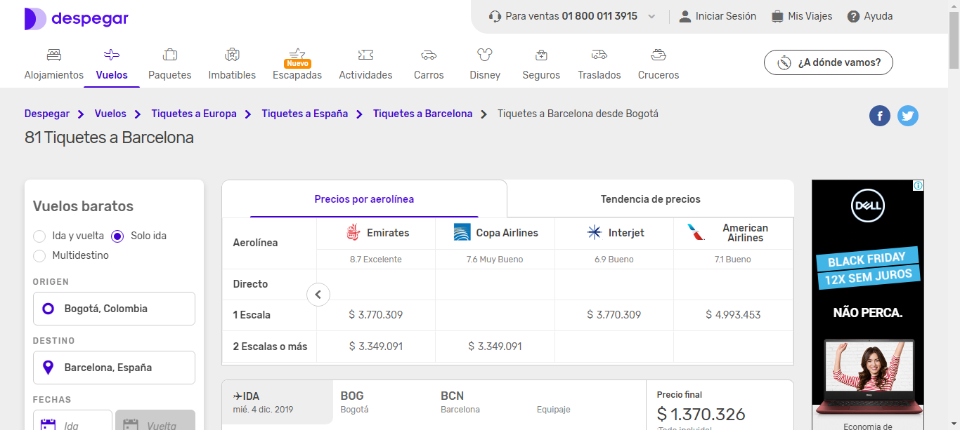 despegar
Para ventas 01 800 011 3915
Iniciar Sesión
Mis Viajes
Ayuda
Alojamientos
Vuelos
Paquetes
Imbatibles
Nuevo
Escapadas
Actividades
Carros
Disney
Seguros
Traslados
Cruceros
¿A dónde vamos?
Despegar
Vuelos
Tiquetes a Europa
Tiquetes a España
Tiquetes a Barcelona
Tiquetes a Barcelona desde Bogotá
81 Tiquetes a Barcelona
Vuelos baratos
Ida y vuelta
Solo ida
Multidestino
ORIGEN
Bogotá, Colombia
DESTINO
Barcelona, España
FECHAS
Ida
Vuelta
Precios por aerolínea
Tendencia de precios
Aerolínea
Emirates
Copa Airlines
Interjet
American
Airlines
8.7 Excelente
7.6 Muy Bueno
6.9 Bueno
7.1 Bueno
Directo
1 Escala
$ 3.770.309
$ 3.770.309
$ 4.993.453
2 Escalas o más
$ 3.349.091
$ 3.349.091
IDA
mié. 4 dic. 2019
BOG
Bogotá
BCN
Barcelona
Equipaje
Precio final
$ 1.370.326
DELL
BLACK FRIDAY
12X SEM JUROS
NÃO PERCA.
Economia de